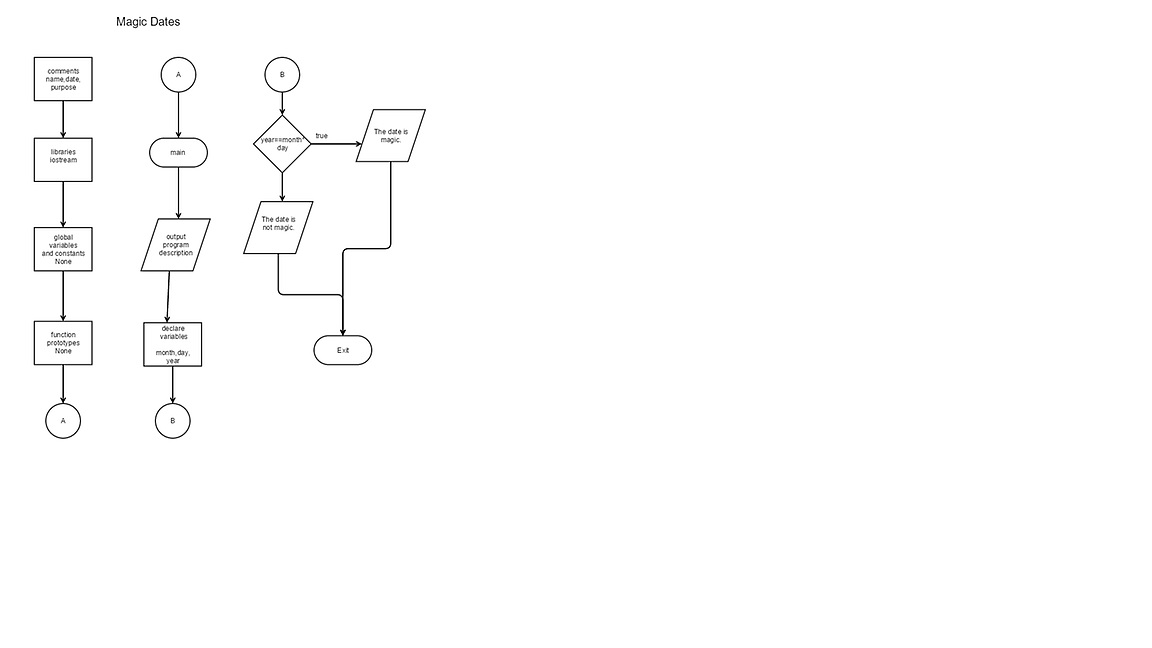 Magic Dates
comments
name,date,
purpose
libraries
iostream
global
variables
and constants
None
function
prototypes
None
A
A
main
output
program
description
declare
variables
month,day,
year
B
B
year==month*
day
true
The date is
magic.
The date is
not magic.
Exit